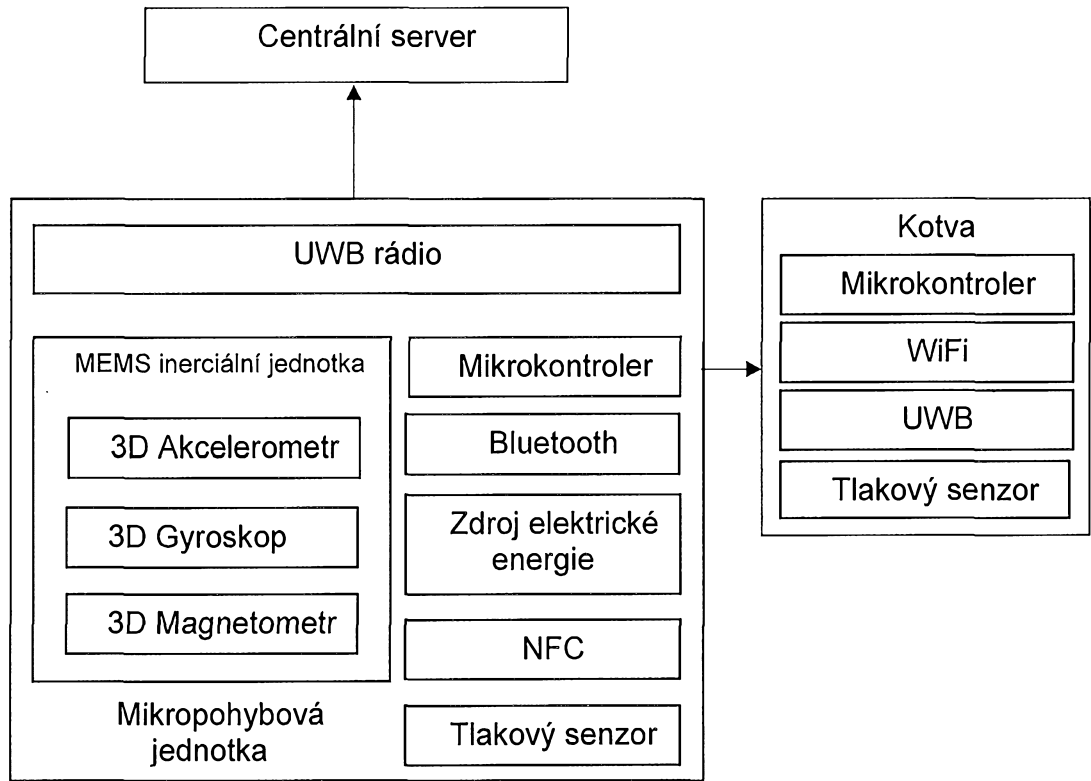 Centrální server
UWB rádio
MEMS inerciální jednotka
3D Akcelerometr
3D Gyroskop
3D Magnetometr
Mikropohybová
jednotka
Mikrokontroler
Bluetooth
Zdroj elektrické
energie
NFC
Tlakový senzor
Kotva
Mikrokontroler
WiFi
UWB
Tlakový senzor